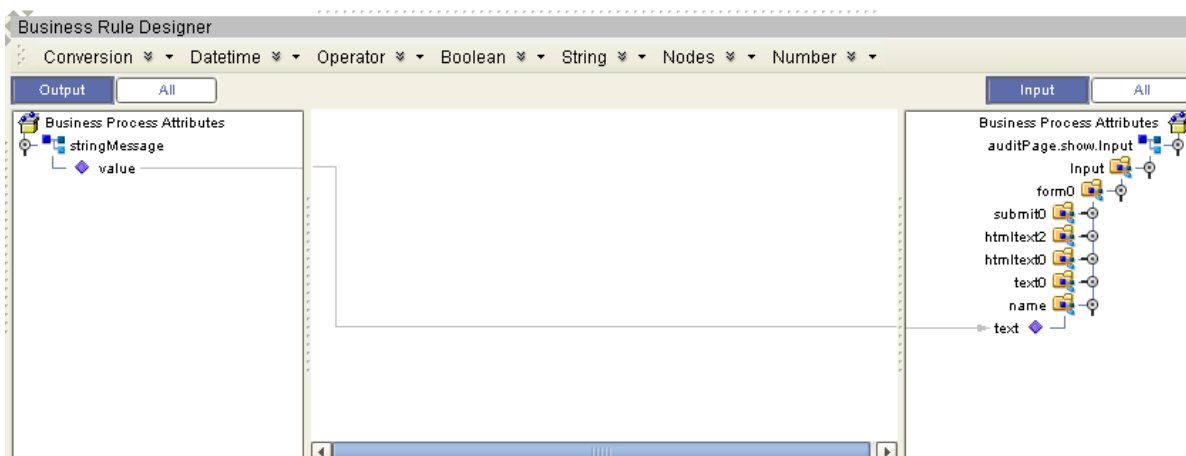 Business Rule Designer
Conversion Datetime Operator Boolean String Nodes Number
Output All Input All
Business Process Attributes
stringMessage
value
Business Process Attributes
auditPage.show.Input
Input
form0
submit0
htmltext2
htmltext0
text0
name
text